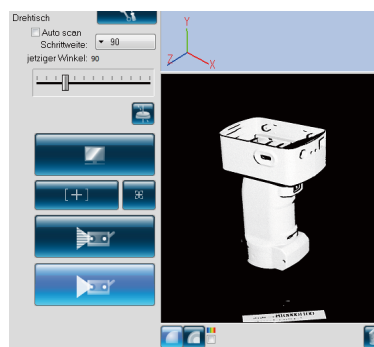 Drehtisch
Auto scan
Schrittweite: 90
jetziger Winkel: 90
[+]
Y
Z
X